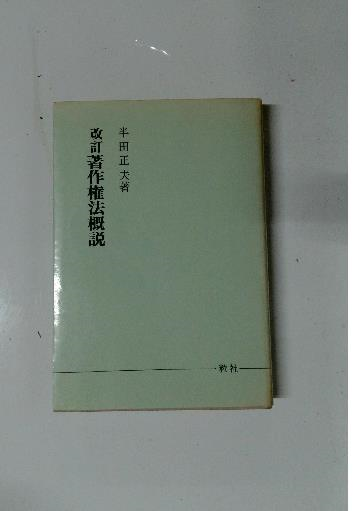 半田正夫著
改訂著作権法概説
一粒社